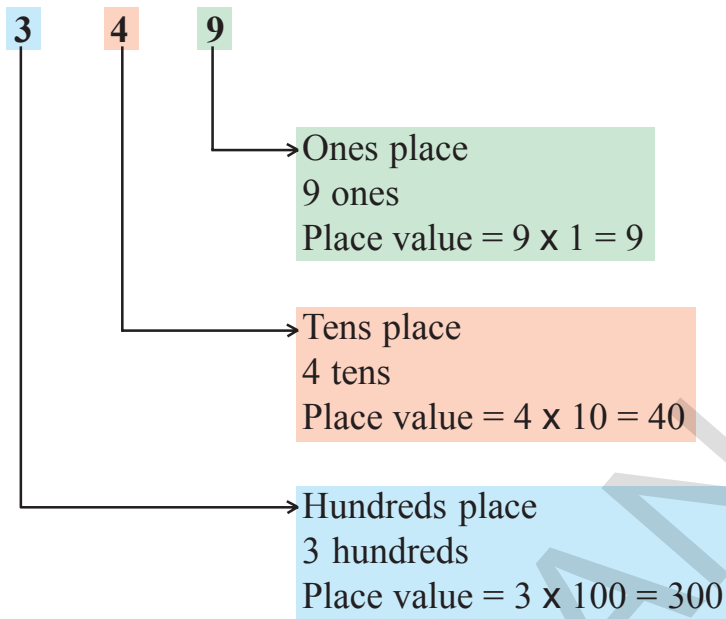 3 4 9
Ones place
9 ones
Place value = 9 x 1 = 9
Tens place
4 tens
Place value = 4 x 10 = 40
Hundreds place
3 hundreds
Place value = 3 x 100 = 300